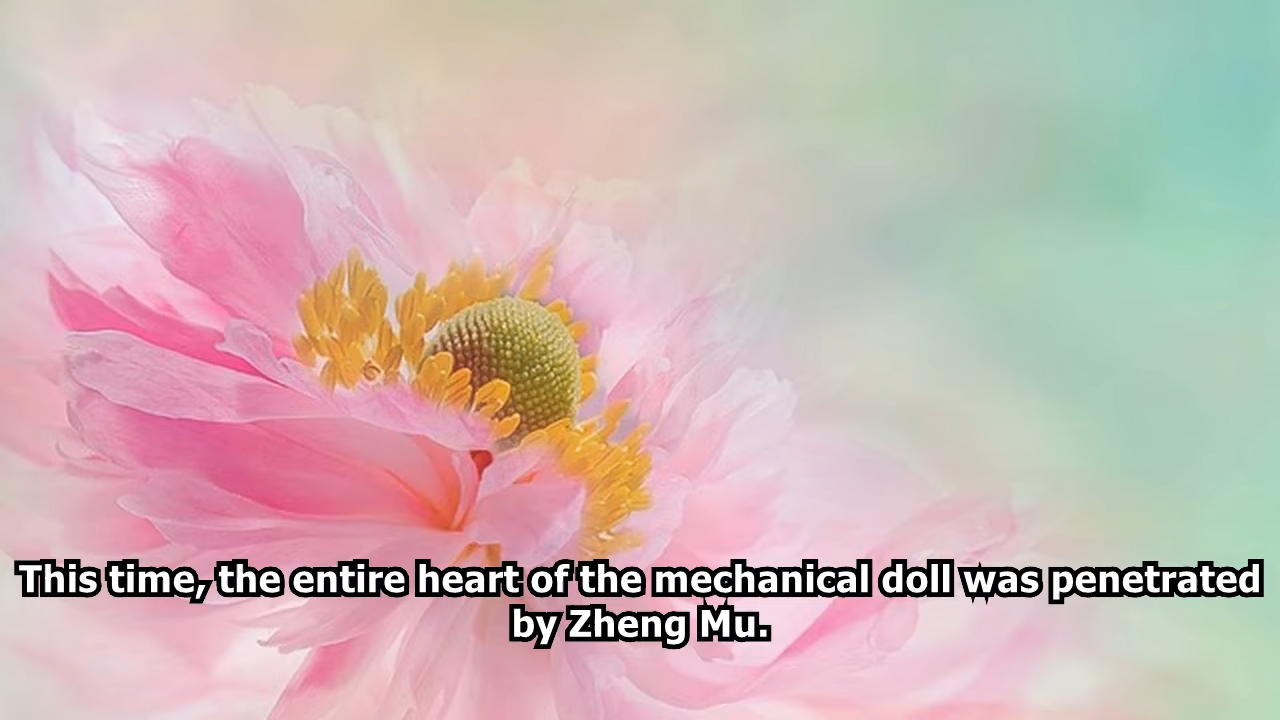 This time, the entire heart of the mechanical doll was penetrated
by Zheng Mu.